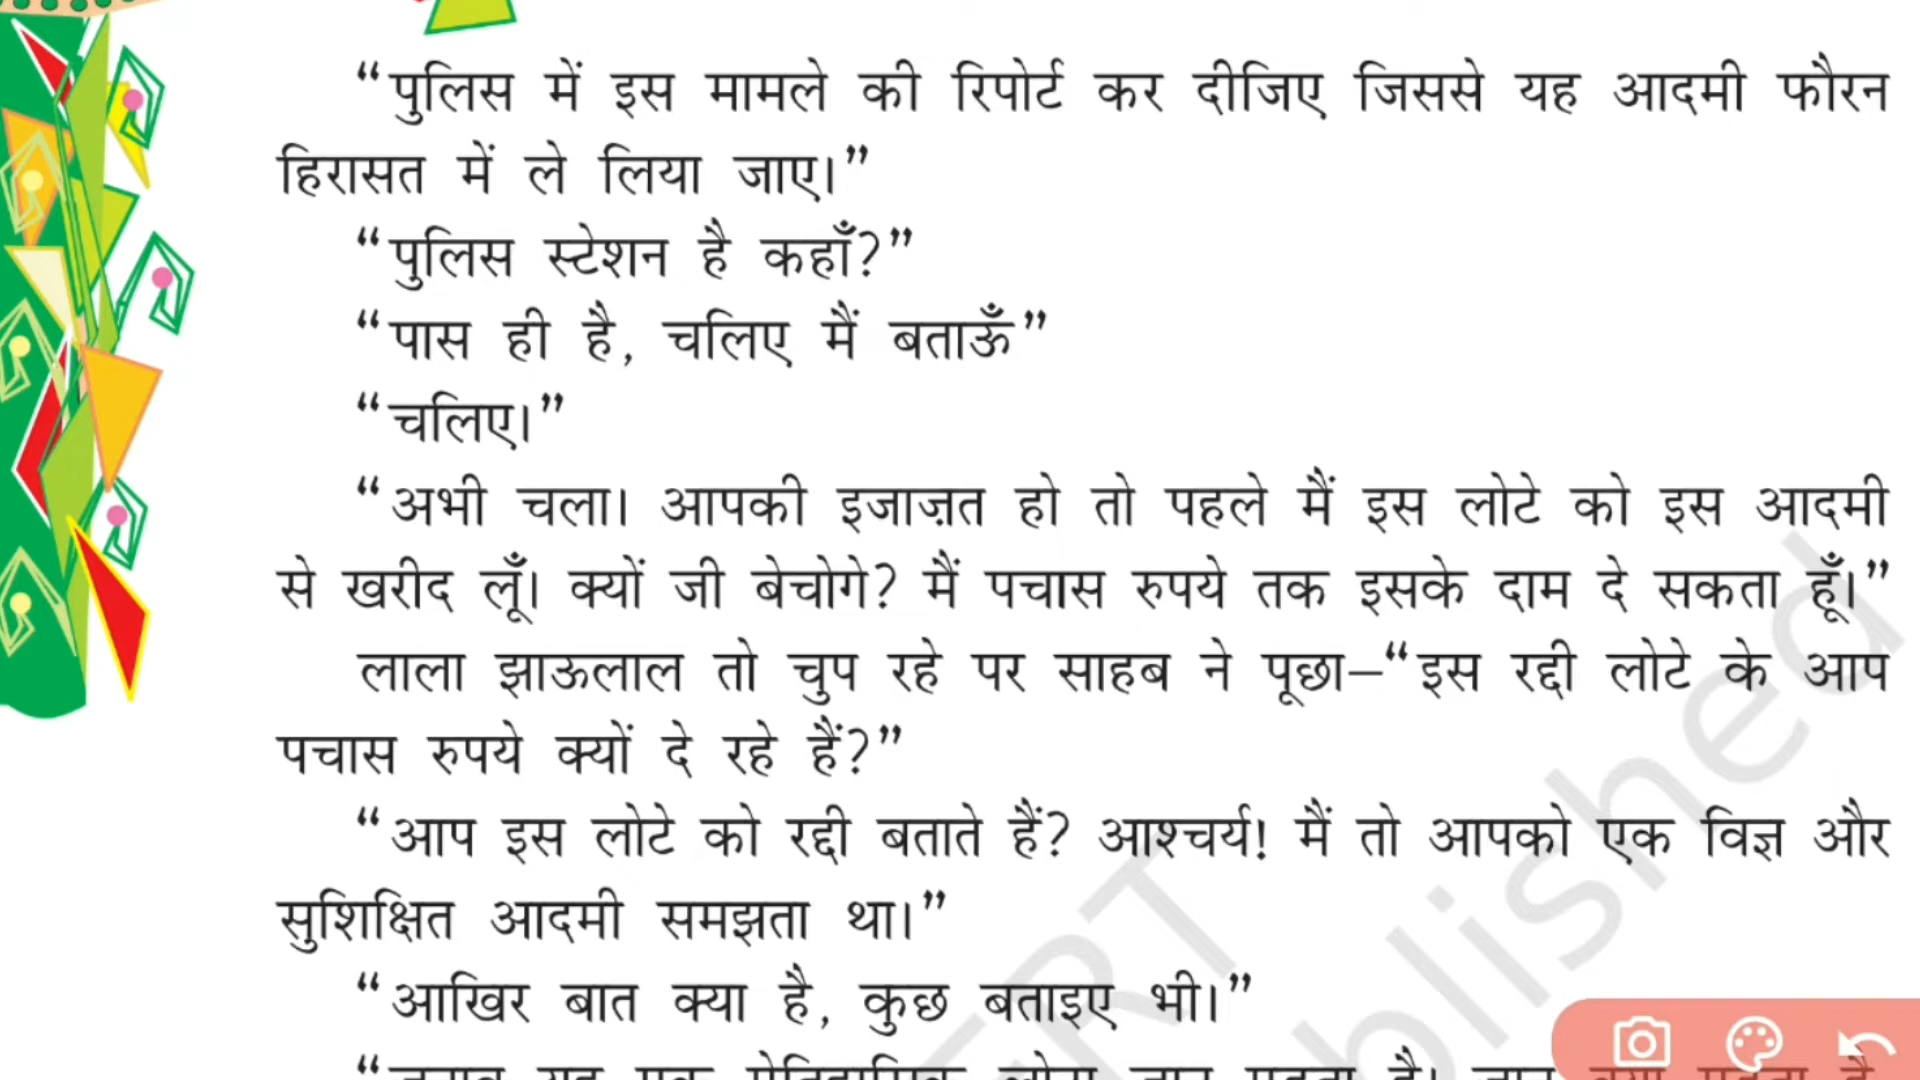 “पुलिस में इस मामले की रिपोर्ट कर दीजिए जिससे यह आदमी फौरन
हिरासत में ले लिया जाए।”
“पुलिस स्टेशन है कहाँ?”
“पास ही है, चलिए मैं बताऊँ”
“चलिए।”
“अभी चला। आपकी इजाज़त हो तो पहले मैं इस लोटे को इस आदमी
से खरीद लूँ। क्यों जी बेचोगे? मैं पचास रुपये तक इसके दाम दे सकता हूँ।”
लाला झाऊलाल तो चुप रहे पर साहब ने पूछा–“इस रद्दी लोटे के आप
पचास रुपये क्यों दे रहे हैं?”
“आप इस लोटे को रद्दी बताते हैं? आश्चर्य! मैं तो आपको एक विज्ञ और
सुशिक्षित आदमी समझता था।”
“आखिर बात क्या है, कुछ बताइए भी।”